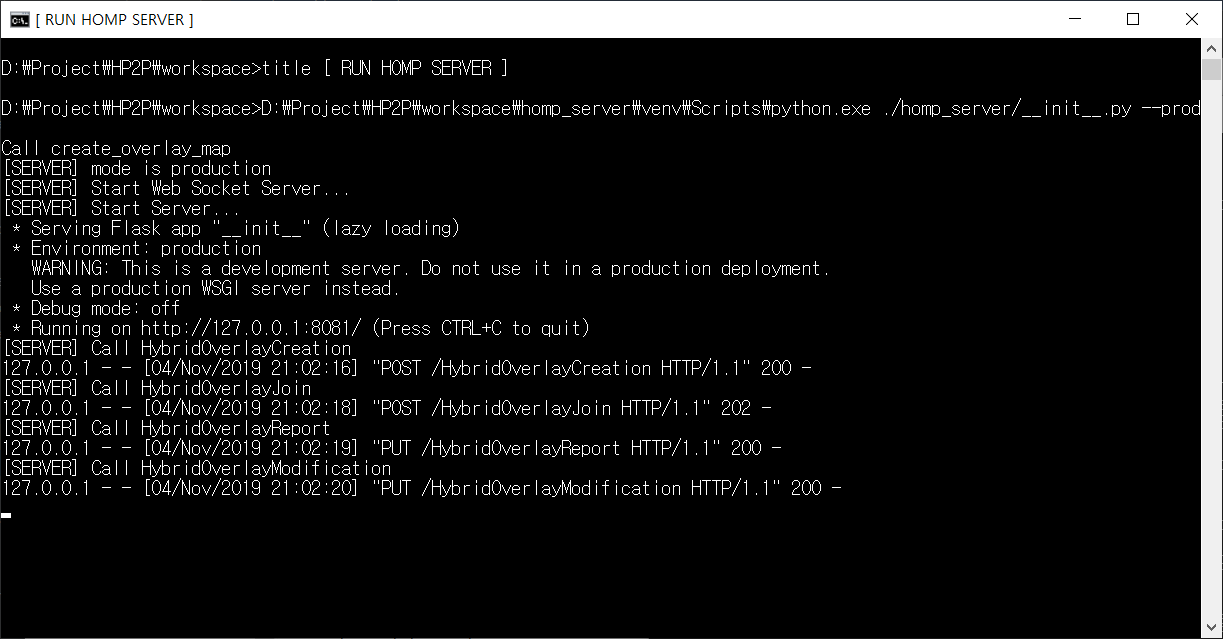 [ RUN HOMP SERVER ]
D:₩Project₩HP2P₩workspace>title [ RUN HOMP SERVER ]
D:₩Project₩HP2P₩workspace>D:₩Project₩HP2P₩workspace₩homp_server₩venv₩Scripts₩python.exe ./homp_server/__init__.py --prod
Call create_overlay_map
[SERVER] mode is production
[SERVER] Start Web Socket Server...
[SERVER] Start Server...
* Serving Flask app "__init__" (lazy loading)
* Environment: production
WARNING: This is a development server. Do not use it in a production deployment.
Use a production WSGI server instead.
* Debug mode: off
* Running on http://127.0.0.1:8081/ (Press CTRL+C to quit)
[SERVER] Call HybridOverlayCreation
127.0.0.1 - - [04/Nov/2019 21:02:16] "POST /HybridOverlayCreation HTTP/1.1" 200 -
[SERVER] Call HybridOverlayJoin
127.0.0.1 - - [04/Nov/2019 21:02:18] "POST /HybridOverlayJoin HTTP/1.1" 202 -
[SERVER] Call HybridOverlayReport
127.0.0.1 - - [04/Nov/2019 21:02:19] "PUT /HybridOverlayReport HTTP/1.1" 200 -
[SERVER] Call HybridOverlayModification
127.0.0.1 - - [04/Nov/2019 21:02:20] "PUT /HybridOverlayModification HTTP/1.1" 200 -